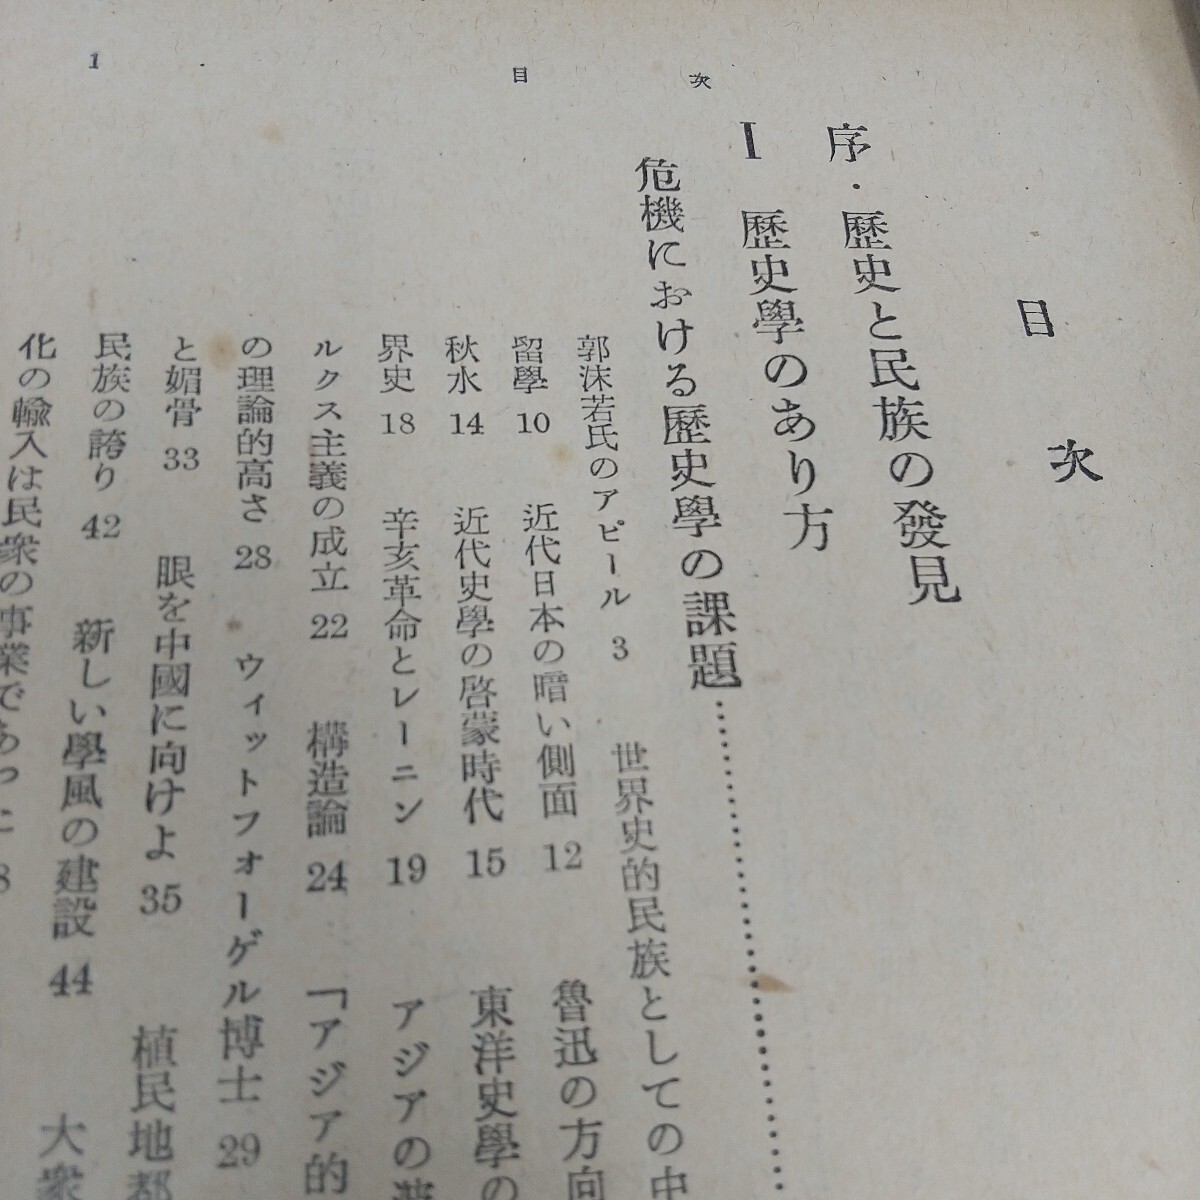 目次
1
目次
序・歷史と民族の發見
I 歷史學のあり方
危機における歷史學の課題……………
郭沫若氏のアピール 3 世界史的民族としての中
留學 10 近代日本の暗い側面 12 魯迅の方向
秋水 14 近代史學の啓蒙時代 15 東洋史學の
界史 18 辛亥革命とレーニン 19 アジアの
ルクス主義の成立 22 構造論 24 「アジア的
の理論的高さ 28 ウィットフォーゲル博士 29
と媚骨 33 眼を中國に向けよ 35 植民地都
民族の誇り 42 新しい學風の建設 44 大衆
化の輸入は民衆の事業であった